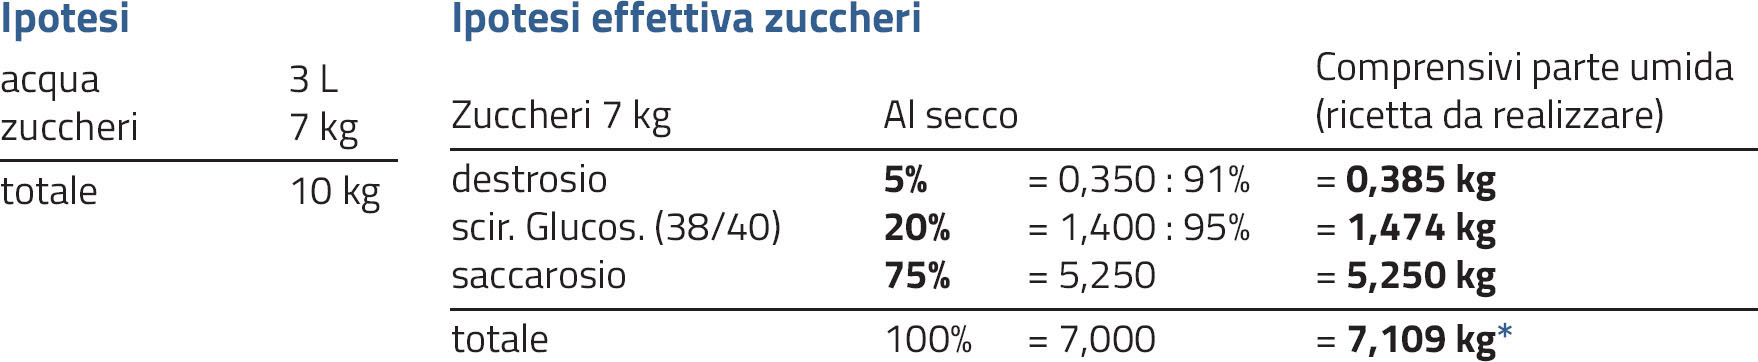 Ipotesi
acqua 3 L
zuccheri 7 kg
totale 10 kg
Ipotesi effettiva zuccheri
Zuccheri 7 kg Al secco Comprensivi parte umida
(ricetta da realizzare)
destrosio 5% = 0,350 : 91% = 0,385 kg
scir. Glucos. (38/40) 20% = 1,400 : 95% = 1,474 kg
saccarosio 75% = 5,250 = 5,250 kg
totale 100% = 7,000 = 7,109 kg*